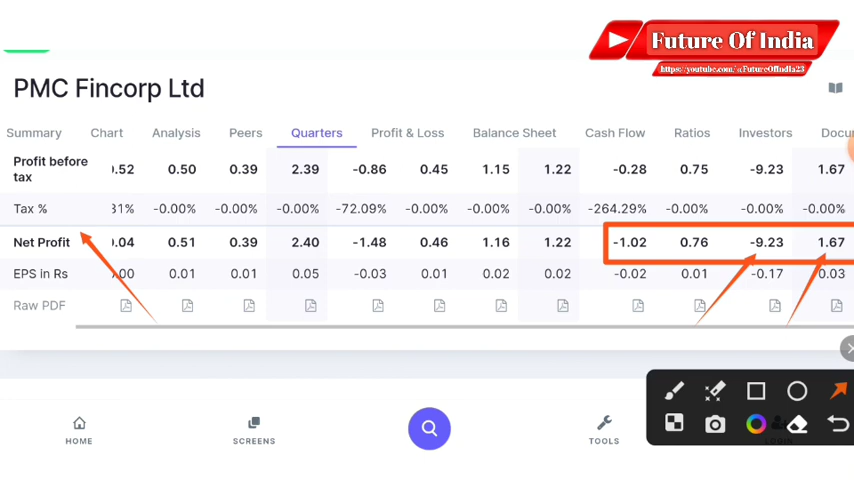 Future Of India
https://youtube.com/@FutureOfIndia23
PMC Fincorp Ltd
Summary Chart Analysis Peers Quarters Profit & Loss Balance Sheet Cash Flow Ratios Investors Docu
Profit before tax .52 0.50 0.39 2.39 -0.86 0.45 1.15 1.22 -0.28 0.75 -9.23 1.67
Tax % 31% -0.00% -0.00% -0.00% -72.09% -0.00% -0.00% -0.00% -264.29% -0.00% -0.00% -0.00%
Net Profit .04 0.51 0.39 2.40 -1.48 0.46 1.16 1.22 -1.02 0.76 -9.23 1.67
EPS in Rs .00 0.01 0.01 0.05 -0.03 0.01 0.02 0.02 -0.02 0.01 -0.17 0.03
Raw PDF
HOME SCREENS TOOLS